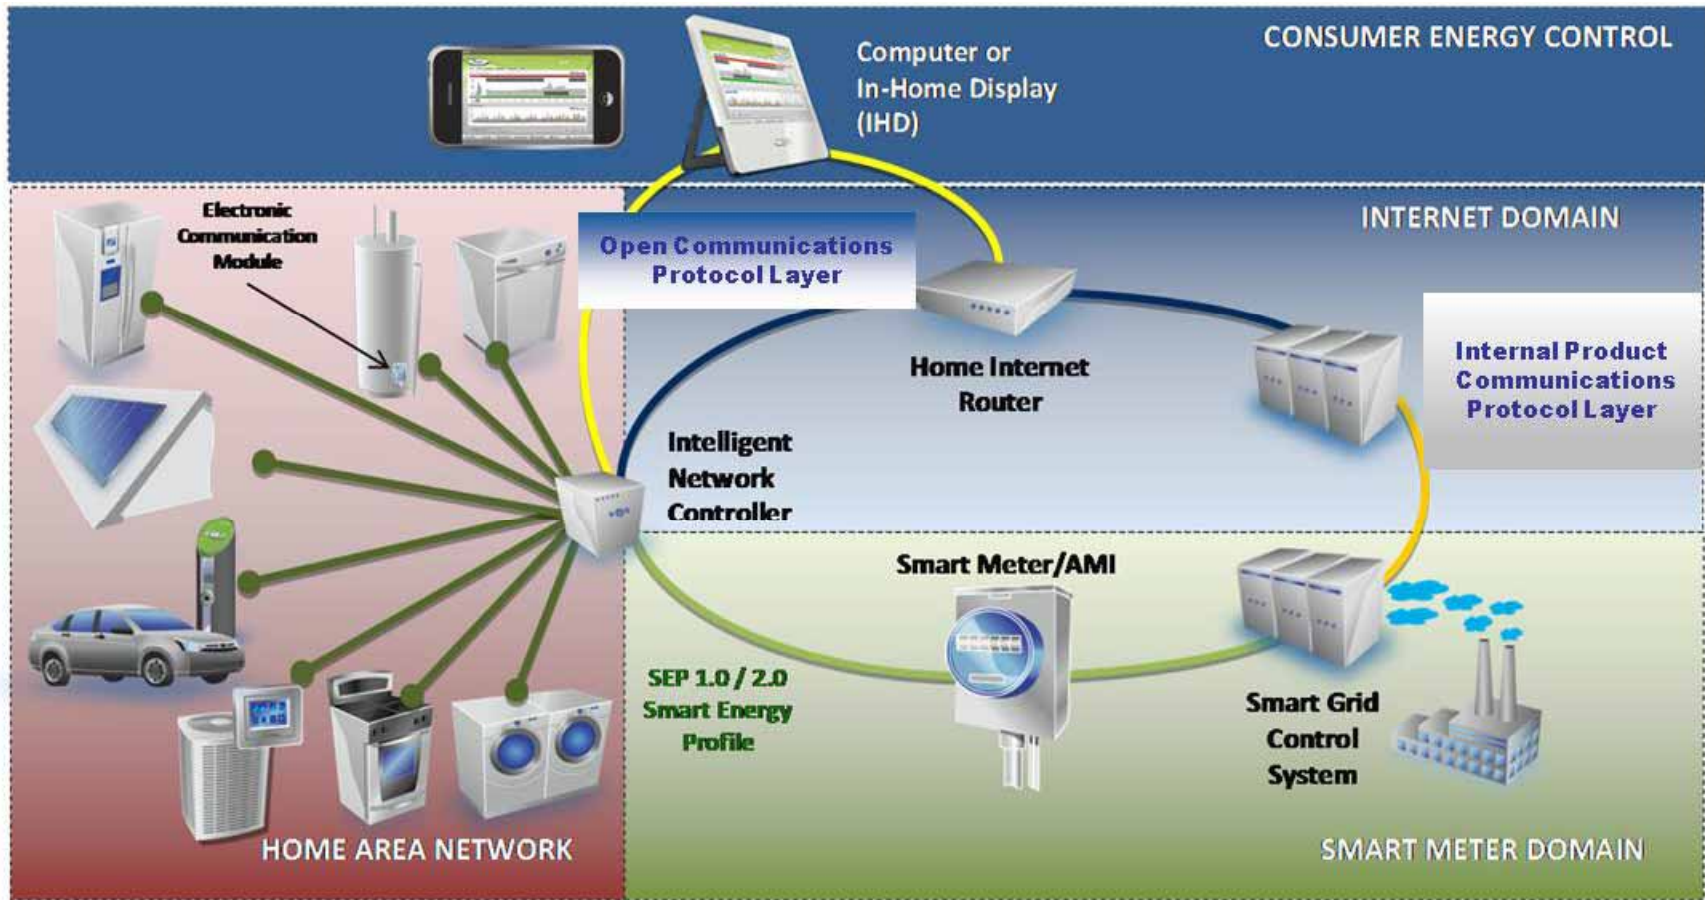 CONSUMER ENERGY CONTROL
Computer or
In-Home Display
(IHD)
Electronic
Communication
Module
Open Communications
Protocol Layer
INTERNET DOMAIN
Home Internet
Router
Internal Product
Communications
Protocol Layer
Intelligent
Network
Controller
Smart Meter/AMI
SEP 1.0 / 2.0
Smart Energy
Profile
Smart Grid
Control
System
HOME AREA NETWORK
SMART METER DOMAIN